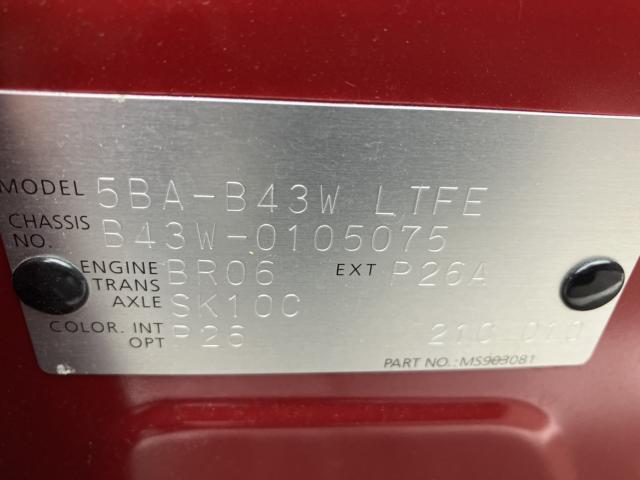 MODEL 5BA-B43W LTFE
CHASSIS NO. B43W-0105075
ENGINE BR06 EXT P26A
TRANS AXLE SK10C
COLOR. INT OPT P26 210 010
PART NO.: MS903081